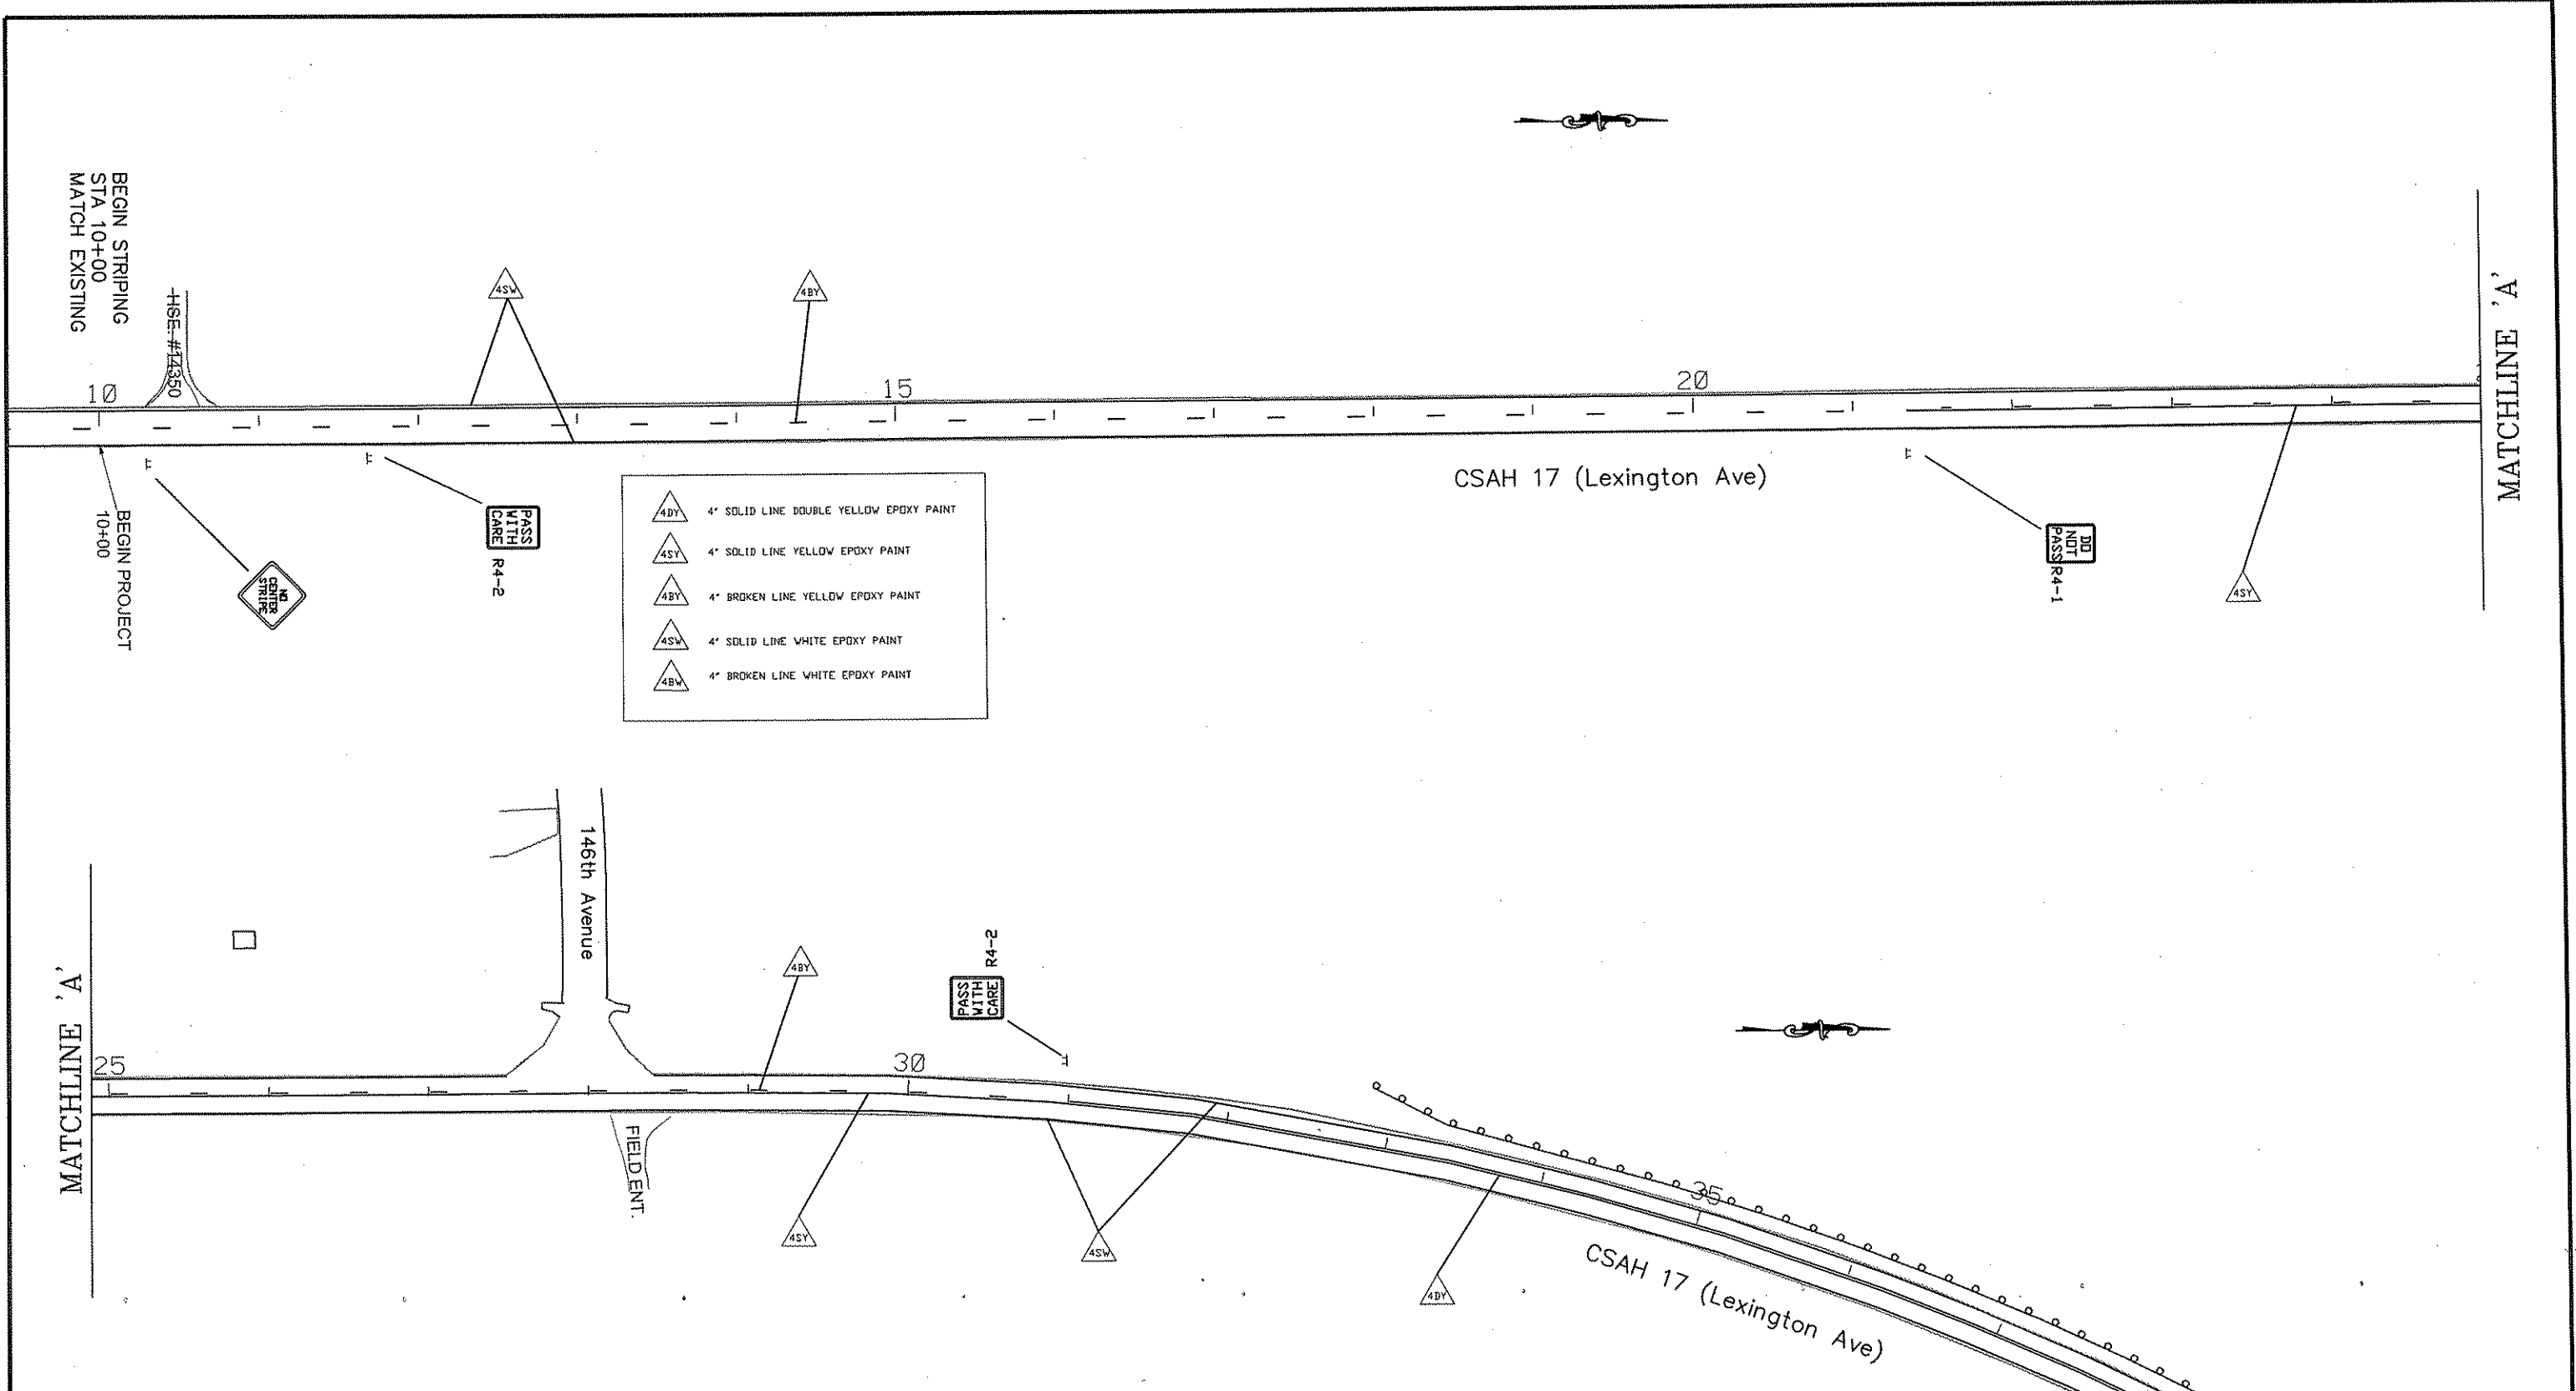 BEGIN STRIPING
STA 10+00
MATCH EXISTING
HSE. #14350
4SW
4BY
10
15
20
MATCHLINE 'A'
BEGIN PROJECT
10+00
NO
CENTER
STRIPE
PASS
WITH
CARE
R4-2
4DY 4" SOLID LINE DOUBLE YELLOW EPOXY PAINT
4SY 4" SOLID LINE YELLOW EPOXY PAINT
4BY 4" BROKEN LINE YELLOW EPOXY PAINT
4SW 4" SOLID LINE WHITE EPOXY PAINT
4BW 4" BROKEN LINE WHITE EPOXY PAINT
CSAH 17 (Lexington Ave)
DO
NOT
PASS
R4-1
4SY
MATCHLINE 'A'
25
146th Avenue
4BY
PASS
WITH
CARE
R4-2
30
FIELD ENT.
4SY
4SW
4DY
35
CSAH 17 (Lexington Ave)